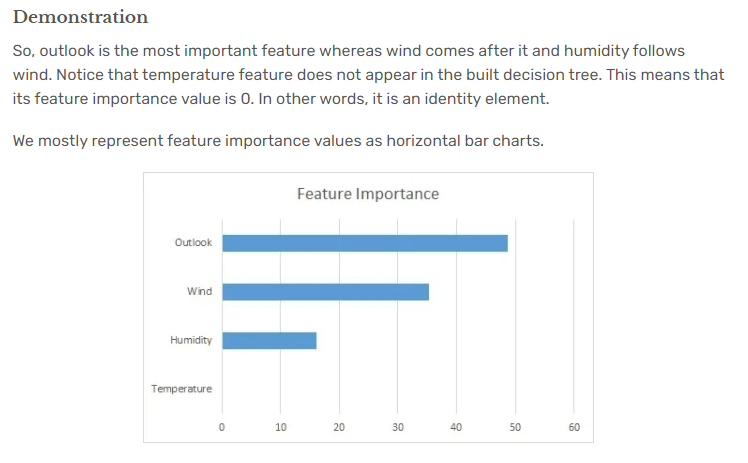 Demonstration
So, outlook is the most important feature whereas wind comes after it and humidity follows
wind. Notice that temperature feature does not appear in the built decision tree. This means that
its feature importance value is 0. In other words, it is an identity element.
We mostly represent feature importance values as horizontal bar charts.
Feature Importance
Outlook
Wind
Humidity
Temperature
0 10 20 30 40 50 60